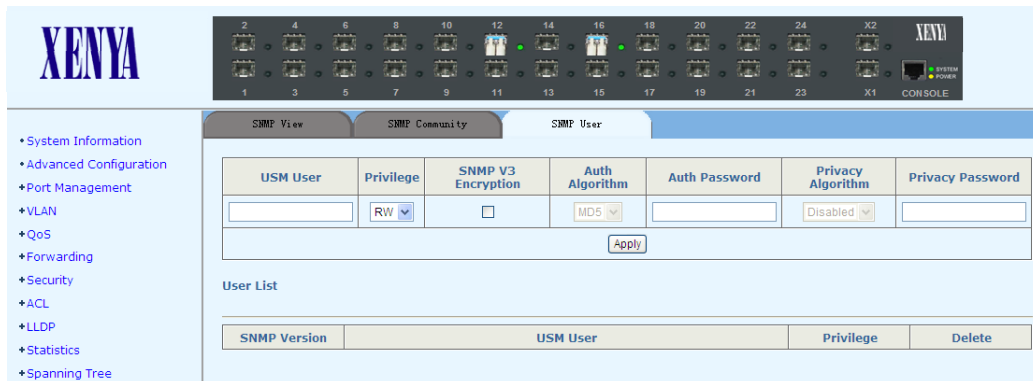 XENYA
2 4 6 8 10 12 14 16 18 20 22 24 X2
XENYA
SYSTEM
POWER
1 3 5 7 9 11 13 15 17 19 21 23 X1 CONSOLE
SNMP View SNMP Community SNMP User
System Information
Advanced Configuration
Port Management
VLAN
QoS
Forwarding
Security
ACL
LLDP
Statistics
Spanning Tree
USM User Privilege SNMP V3 Encryption Auth Algorithm Auth Password Privacy Algorithm Privacy Password
RW MD5 Disabled
Apply
User List
SNMP Version USM User Privilege Delete